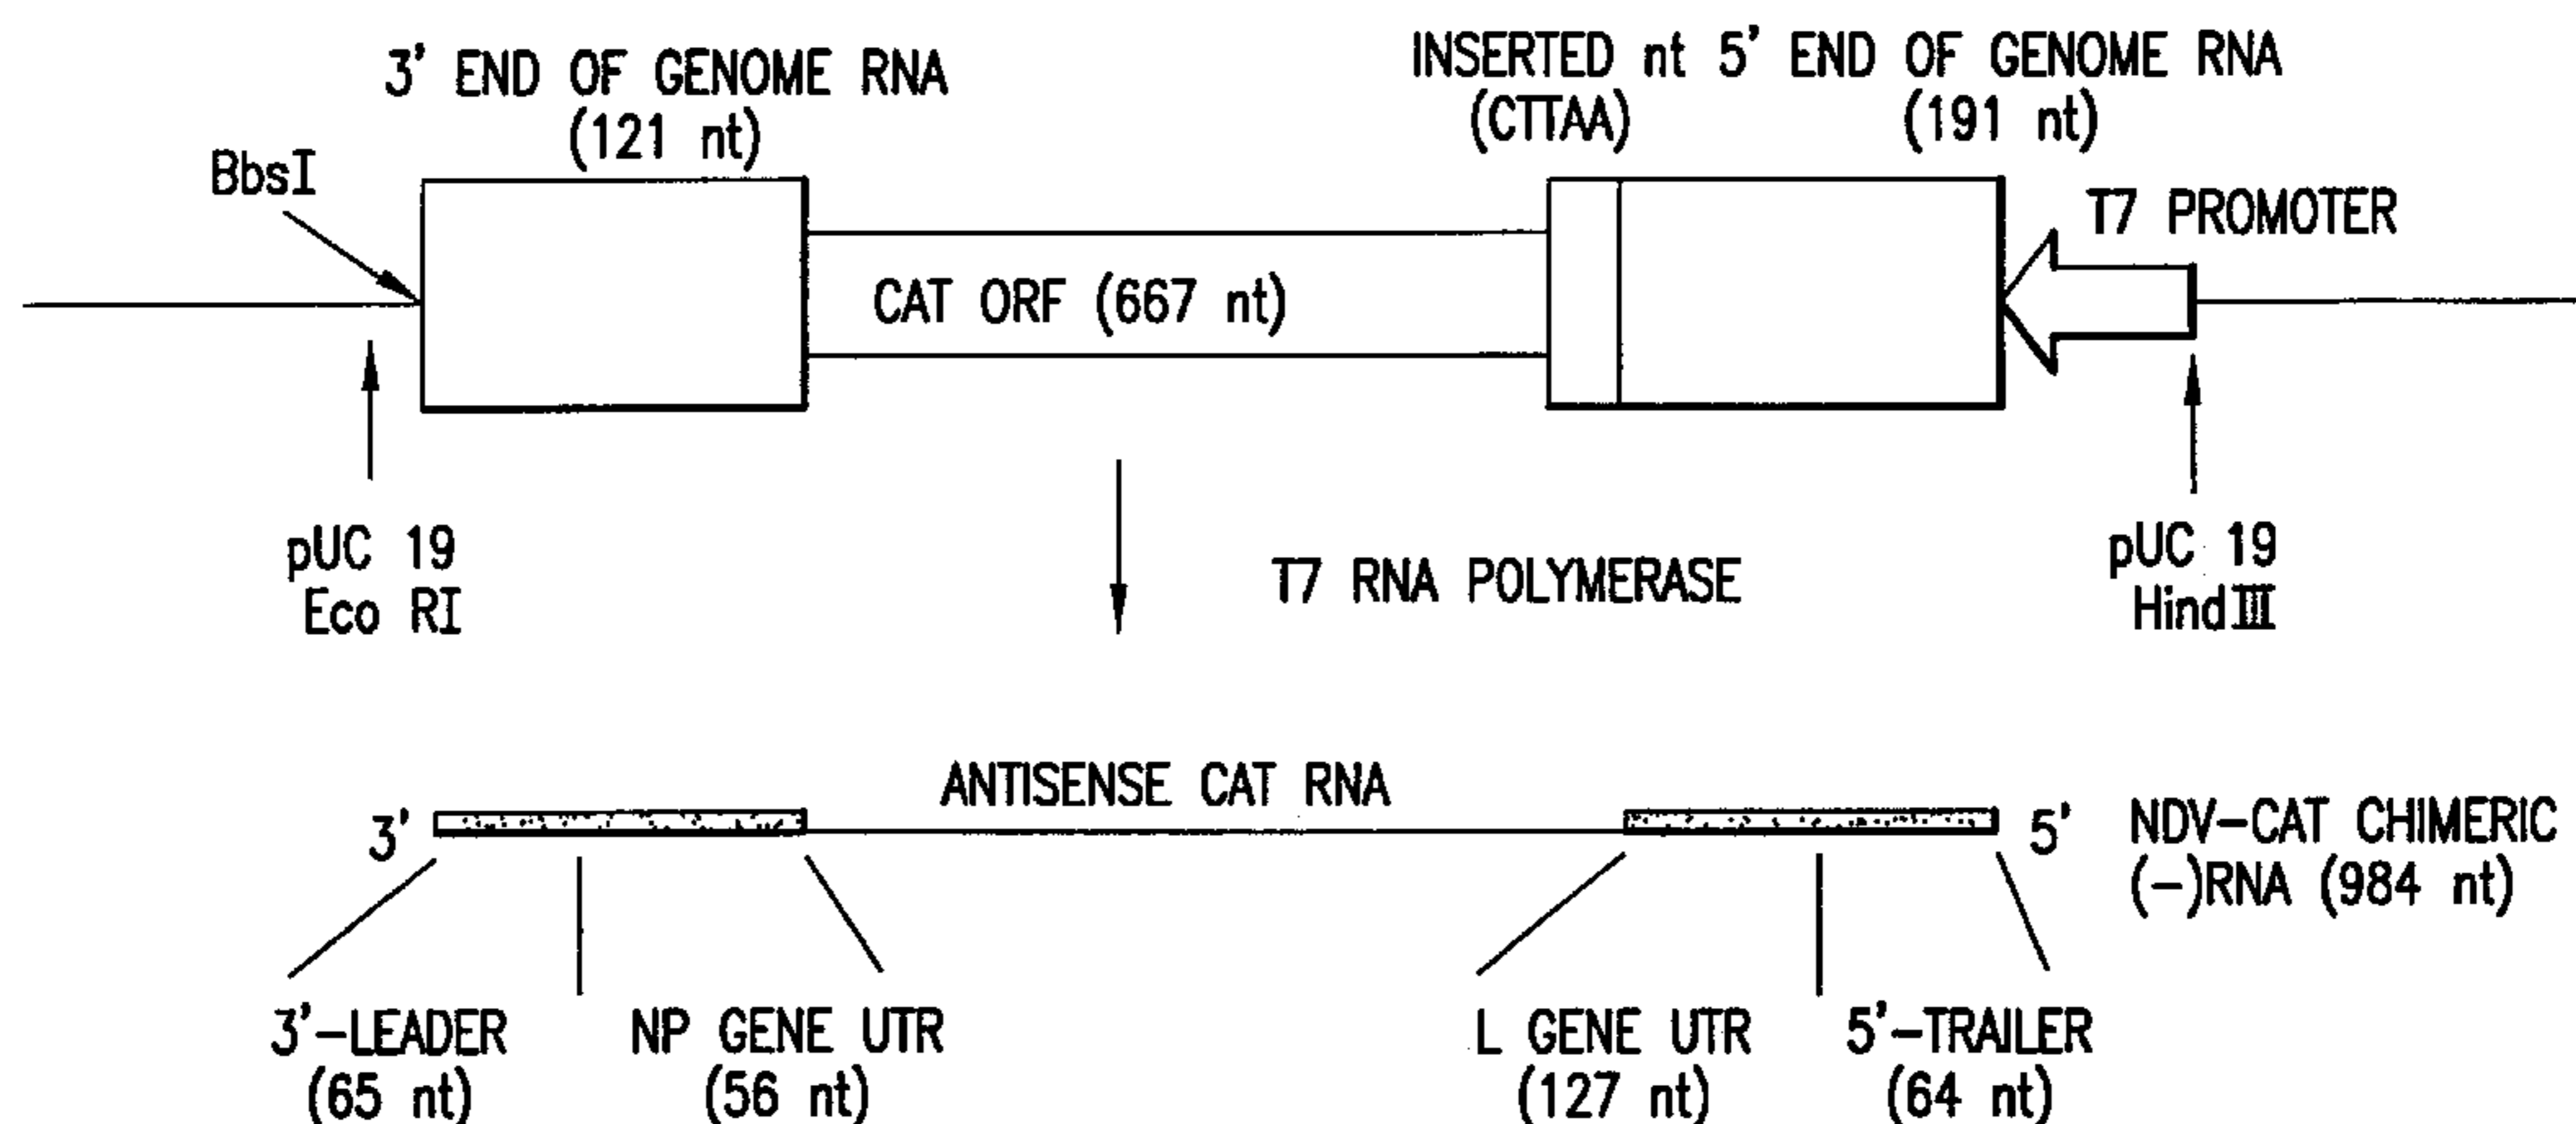 3' END OF GENOME RNA
(121 nt)
INSERTED nt 5' END OF GENOME RNA
(CTTAA)
(191 nt)
BbsI
T7 PROMOTER
CAT ORF (667 nt)
pUC 19
Eco RI
T7 RNA POLYMERASE
pUC 19
HindIII
ANTISENSE CAT RNA
3'
5'
NDV-CAT CHIMERIC
(-)RNA (984 nt)
3'-LEADER
(65 nt)
NP GENE UTR
(56 nt)
L GENE UTR
(127 nt)
5'-TRAILER
(64 nt)